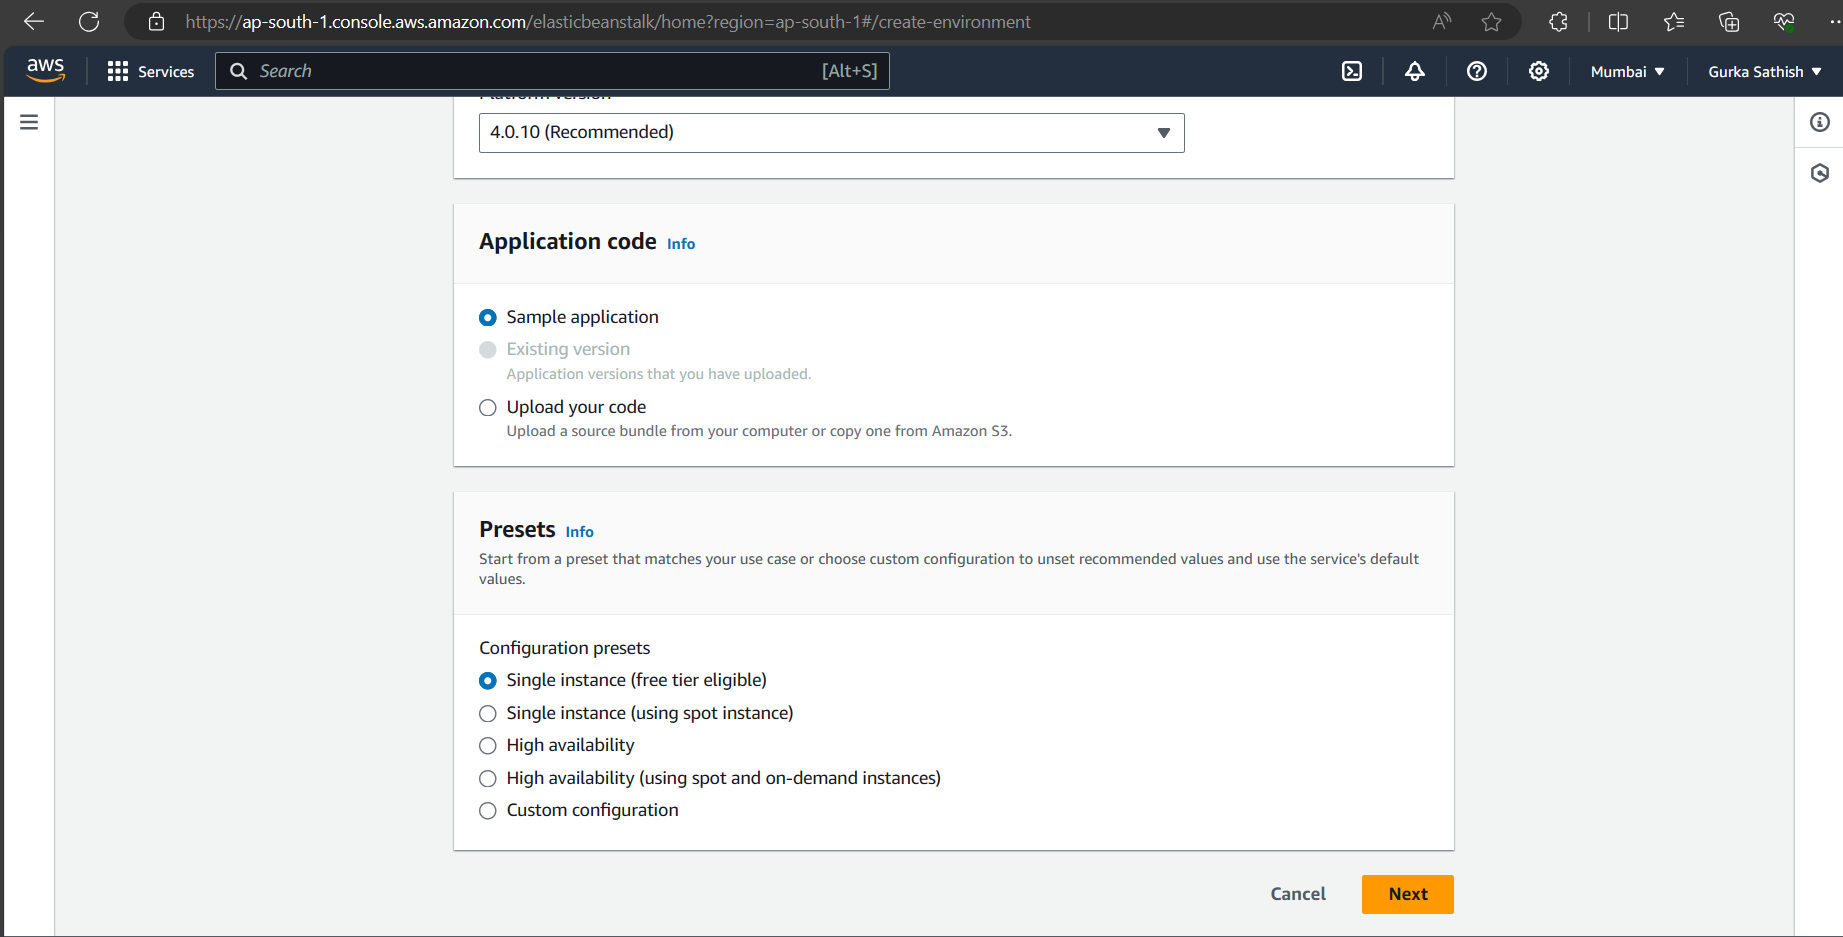 https://ap-south-1.console.aws.amazon.com/elasticbeanstalk/home?region=ap-south-1#/create-environment
aws Services Search [Alt+S] Mumbai Gurka Sathish
Platform version
4.0.10 (Recommended)
Application code Info
Sample application
Existing version
Application versions that you have uploaded.
Upload your code
Upload a source bundle from your computer or copy one from Amazon S3.
Presets Info
Start from a preset that matches your use case or choose custom configuration to unset recommended values and use the service's default
values.
Configuration presets
Single instance (free tier eligible)
Single instance (using spot instance)
High availability
High availability (using spot and on-demand instances)
Custom configuration
Cancel Next